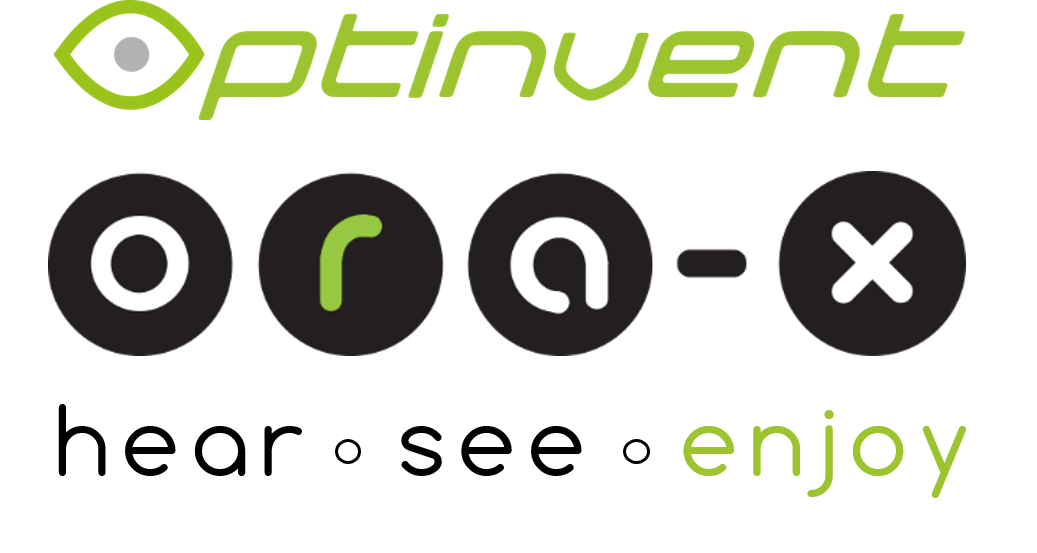 Optinvent
ora-x
hear ◦ see ◦ enjoy